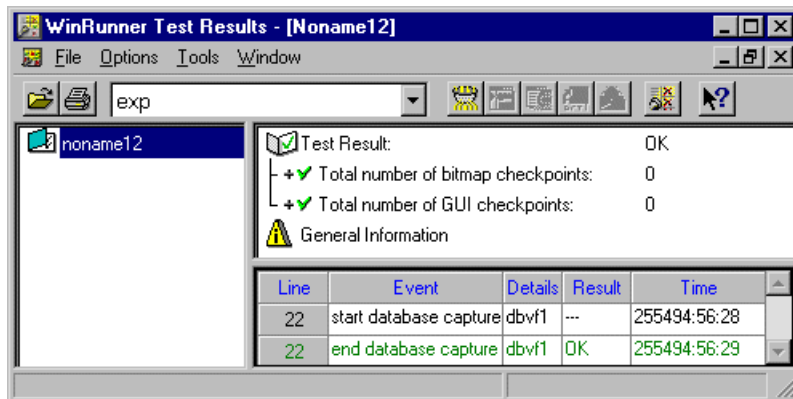 WinRunner Test Results - [Noname12]
File Options Tools Window
exp
noname12
Test Result: OK
Total number of bitmap checkpoints: 0
Total number of GUI checkpoints: 0
General Information
Line Event Details Result Time
22 start database capture dbvf1 --- 255494:56:28
22 end database capture dbvf1 OK 255494:56:29